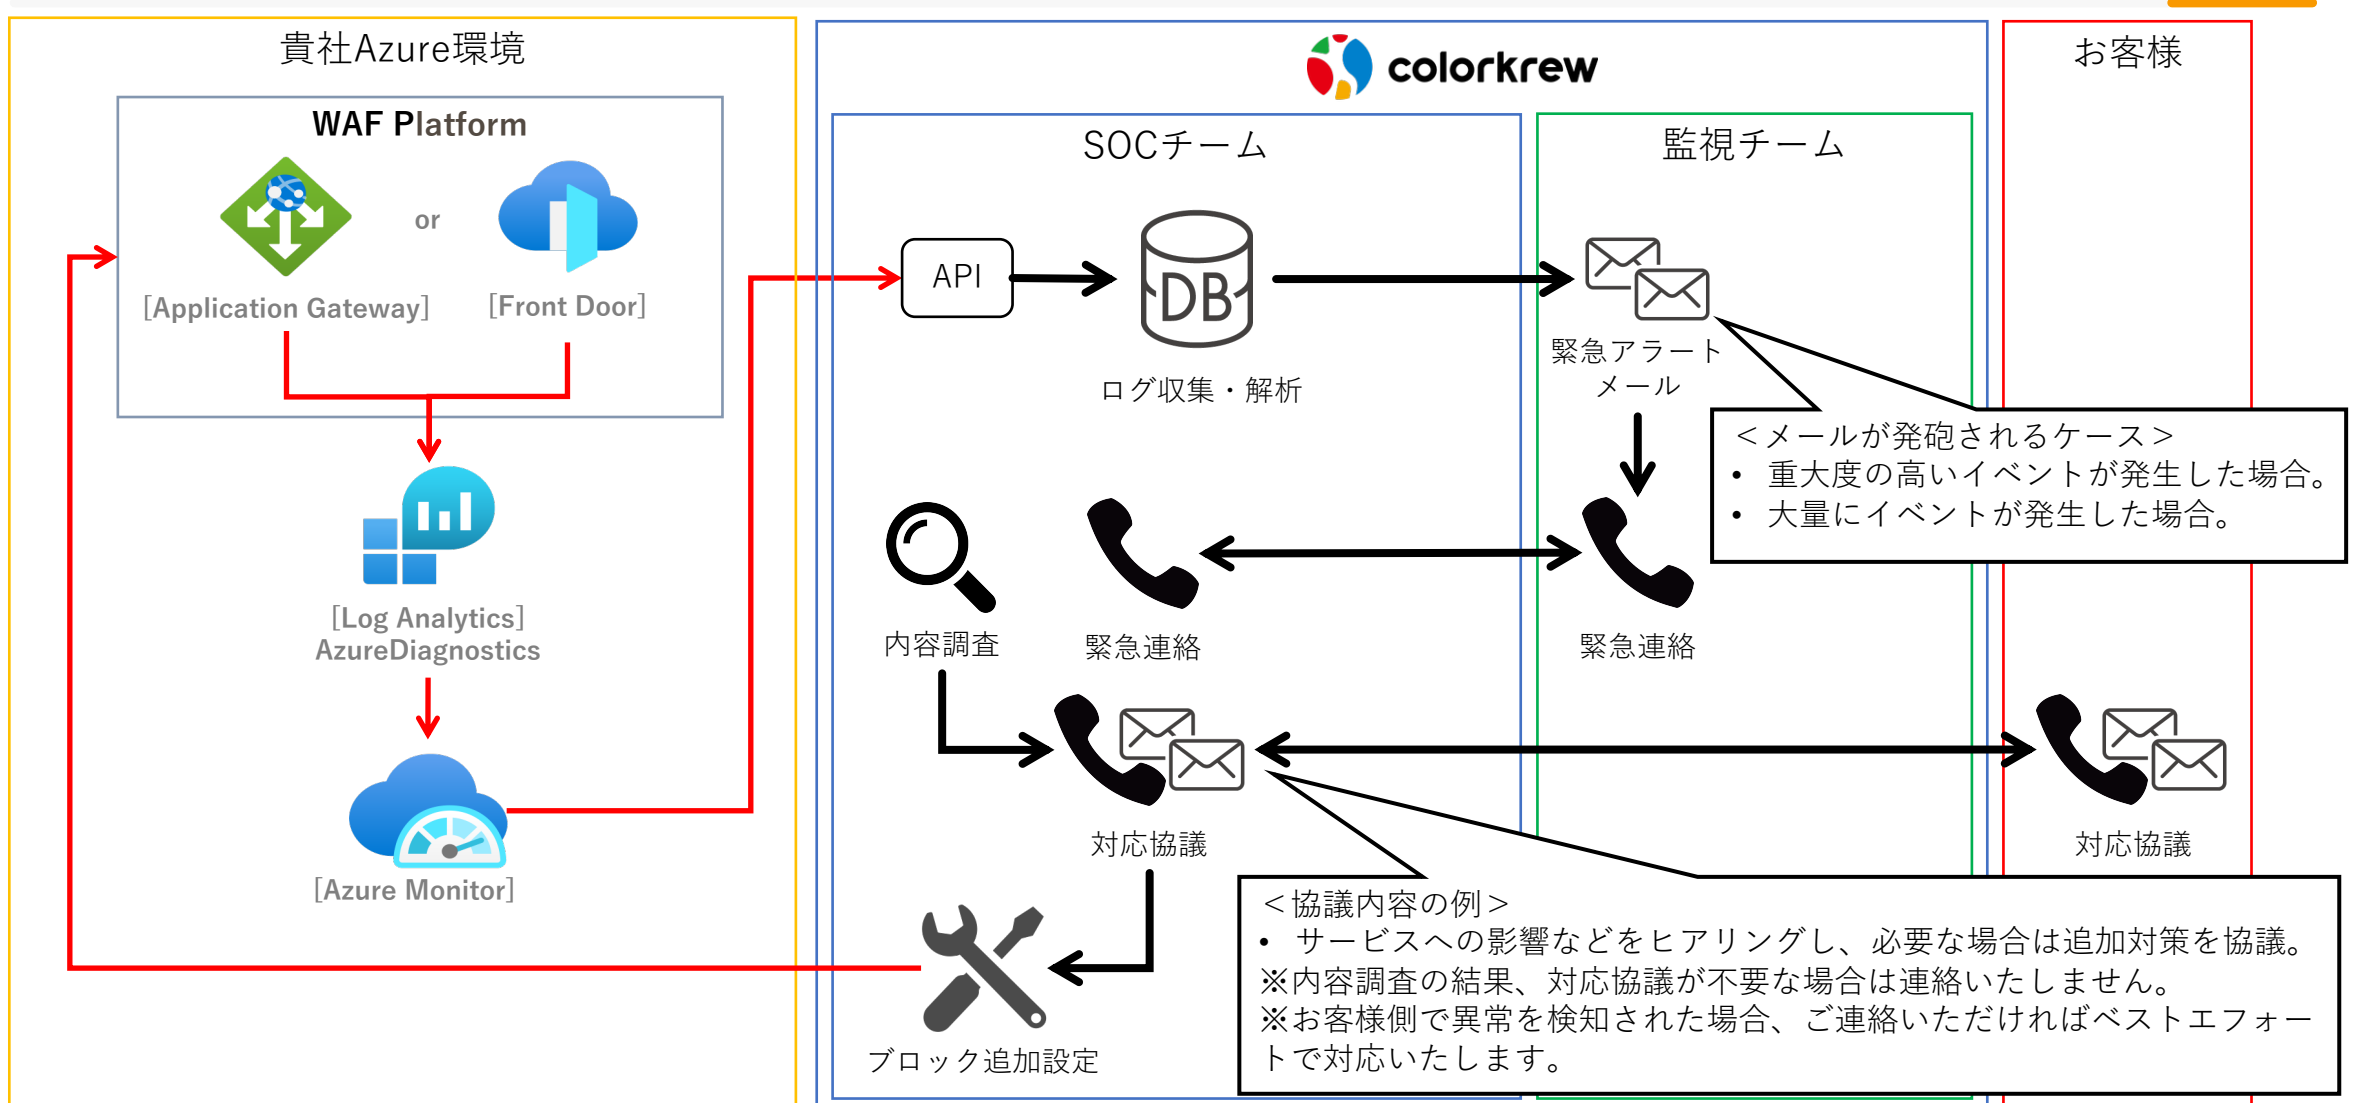 貴社Azure環境
WAF Platform
or
[Application Gateway]
[Front Door]
[Log Analytics]
AzureDiagnostics
[Azure Monitor]
colorkrew
SOCチーム
API
DB
ログ収集・解析
内容調査
緊急連絡
対応協議
ブロック追加設定
監視チーム
緊急アラート
メール
緊急連絡
お客様
対応協議
＜メールが発砲されるケース＞
• 重大度の高いイベントが発生した場合。
• 大量にイベントが発生した場合。
＜協議内容の例＞
• サービスへの影響などをヒアリングし、必要な場合は追加対策を協議。
※内容調査の結果、対応協議が不要な場合は連絡いたしません。
※お客様側で異常を検知された場合、ご連絡いただければベストエフォー
トで対応いたします。